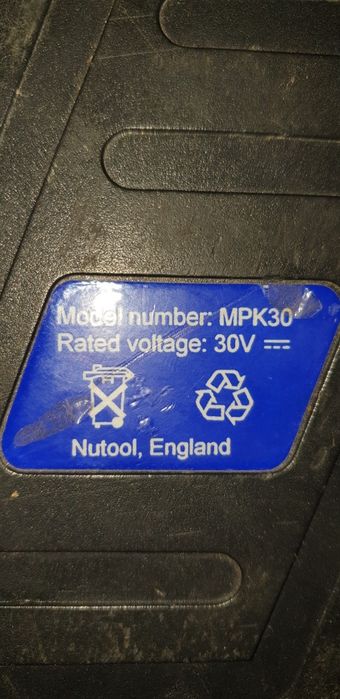 Model number: MPK30
Rated voltage: 30V ⎓
Nutool, England